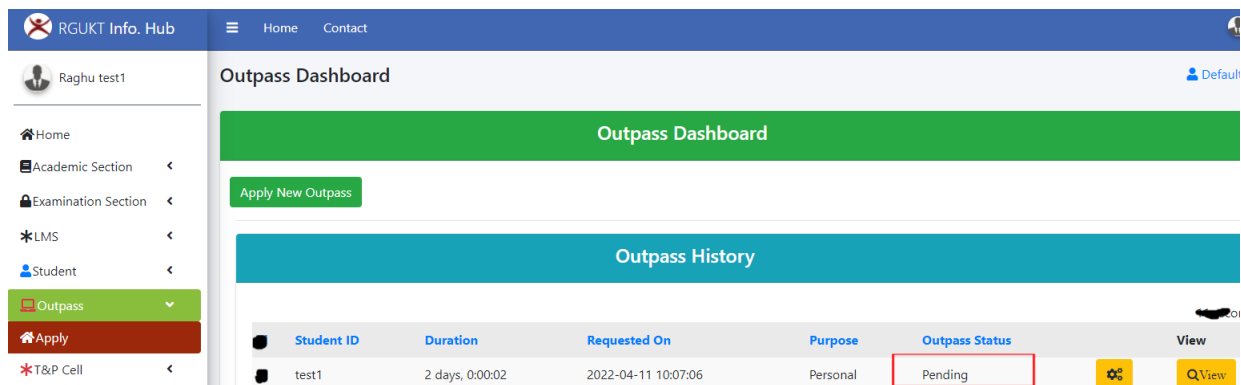 RGUKT Info. Hub
Home Contact
Raghu test1
Outpass Dashboard
Default
Home
Academic Section
Examination Section
LMS
Student
Outpass
Apply
T&P Cell
Outpass Dashboard
Apply New Outpass
Outpass History
Student ID Duration Requested On Purpose Outpass Status View
test1 2 days, 0:00:02 2022-04-11 10:07:06 Personal Pending View